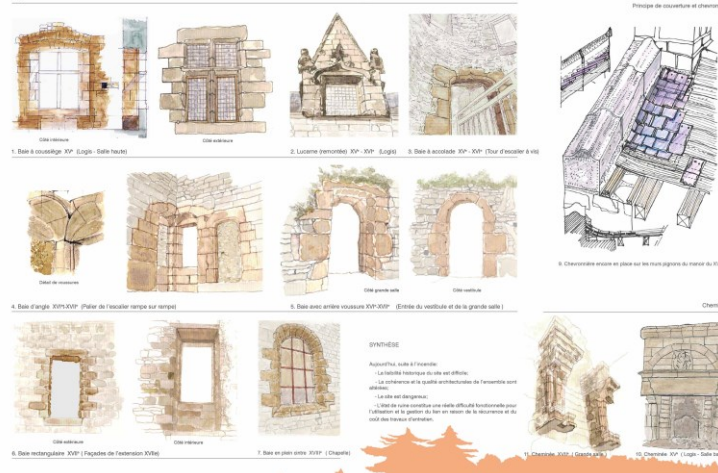 Principe de couverture et chevron
Côté intérieure
Côté extérieure
1. Baie à coussiège XVᵉ (Logis - Salle haute)
2. Lucarne (remontée) XVᵉ - XVIᵉ (Logis)
3. Baie à accolade XVᵉ - XVIᵉ (Tour d'escalier à vis)
Détail de voussures
Côté grande salle
Côté vestibule
4. Baie d'angle XVIᵉ-XVIIᵉ (Palier de l'escalier rampe sur rampe)
5. Baie avec arrière voussure XVIᵉ-XVIIᵉ (Entrée du vestibule et de la grande salle )
9. Chevronnière encore en place sur les murs pignons du manoir du XV
Chem
SYNTHÈSE
Aujourd'hui, suite à l'incendie:
- La lisibilité historique du site est difficile;
- La cohérence et la qualité architecturales de l'ensemble sont
altérées;
- Le site est dangereux;
- L'état de ruine constitue une réelle difficulté fonctionnelle pour
l'utilisation et la gestion du lieu en raison de la récurrence et du
coût des travaux d'entretien.
Côté extérieure
Côté intérieure
6. Baie rectangulaire XVIIᵉ ( Façades de l'extension XVIIe)
7. Baie en plein cintre XVIIᵉ ( Chapelle)
11. Cheminée XVIIᵉ ( Grande salle )
10. Cheminée XVᵉ ( Logis - Salle ba